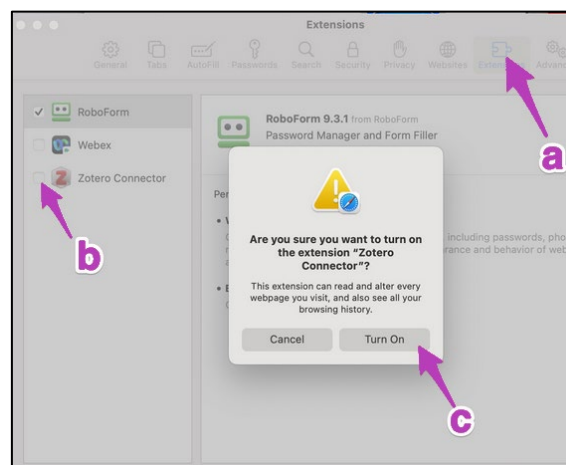 Extensions
General Tabs AutoFill Passwords Search Security Privacy Websites Extensions Advanc
a
RoboForm
Webex
Zotero Connector
b
RoboForm 9.3.1 from RoboForm
Password Manager and Form Filler
Per
including passwords, pho
rance and behavior of web
Are you sure you want to turn on
the extension “Zotero
Connector”?
This extension can read and alter every
webpage you visit, and also see all your
browsing history.
Cancel Turn On
c